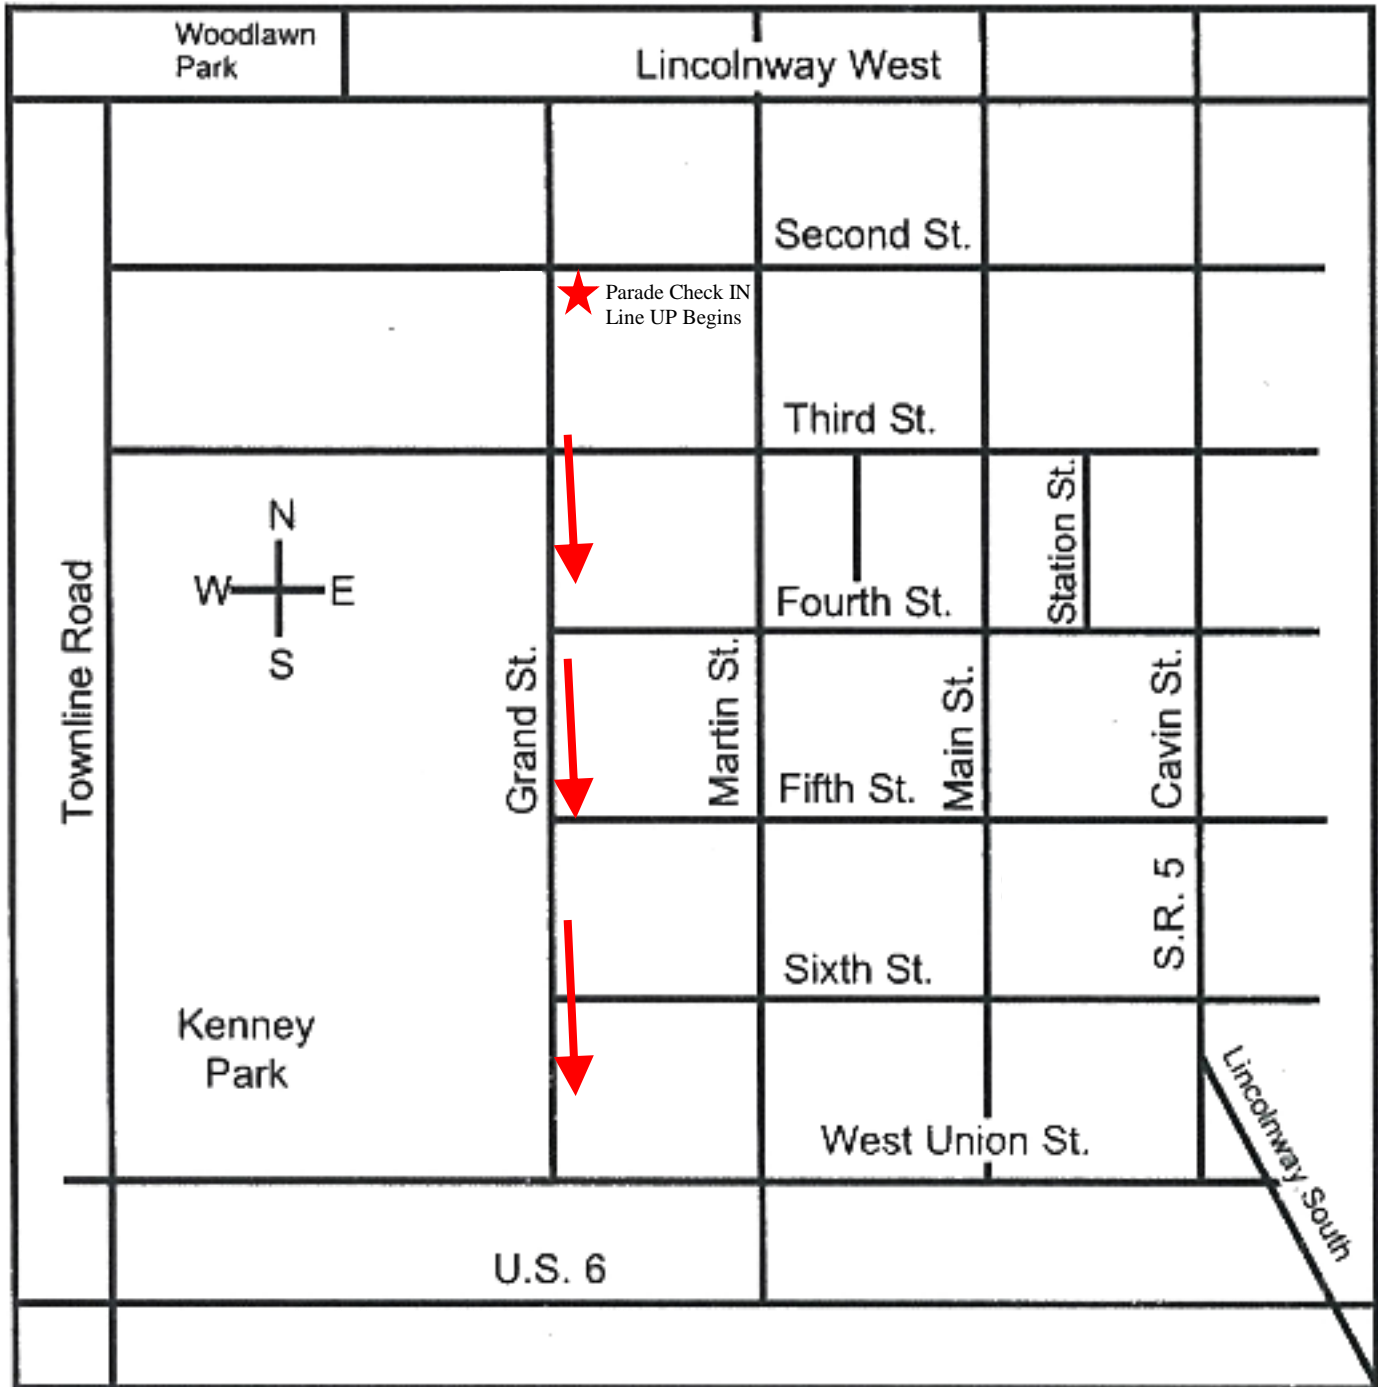 Woodlawn
Park
Lincolnway West
Second St.
Parade Check IN
Line UP Begins
Third St.
N
W E
S
Station St.
Fourth St.
Townline Road
Grand St.
Martin St.
Main St.
Cavin St.
Fifth St.
S.R. 5
Sixth St.
Kenney
Park
Lincolnway South
West Union St.
U.S. 6